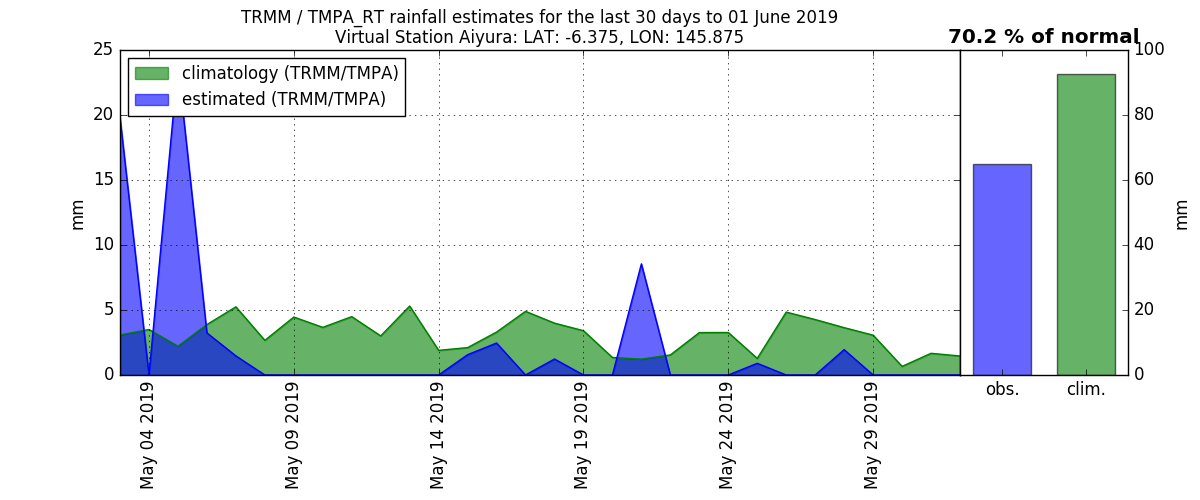 TRMM / TMPA_RT rainfall estimates for the last 30 days to 01 June 2019
Virtual Station Aiyura: LAT: -6.375, LON: 145.875
70.2 % of normal
climatology (TRMM/TMPA)
estimated (TRMM/TMPA)
25
20
15
10
5
0
mm
May 04 2019
May 09 2019
May 14 2019
May 19 2019
May 24 2019
May 29 2019
obs.
clim.
100
80
60
40
20
0
mm